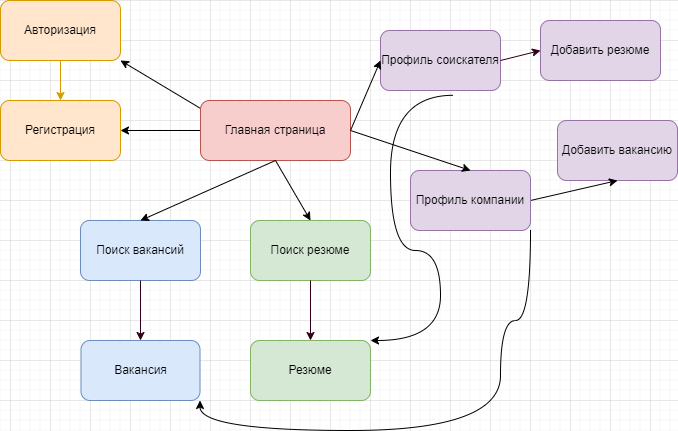 Авторизация
Профиль соискателя
Добавить резюме
Регистрация
Главная страница
Добавить вакансию
Профиль компании
Поиск вакансий
Поиск резюме
Вакансия
Резюме